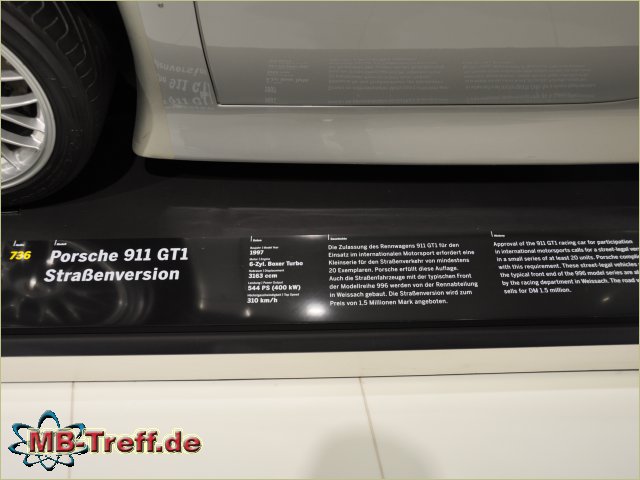 736
Porsche 911 GT1
Straßenversion
1997
6-Zyl. Boxer Turbo
3163 ccm
544 PS (400 kW)
310 km/h
Die Zulassung des Rennwagens 911 GT1 für den
Einsatz im internationalen Motorsport erfordert eine
Kleinserie für den Straßenverkehr von mindestens
20 Exemplaren. Porsche erfüllt diese Auflage.
Auch die Straßenfahrzeuge mit der typischen Front
der Modellreihe 996 werden von der Rennabteilung
in Weissach gebaut. Die Straßenversion wird zum
Preis von 1,5 Millionen Mark angeboten.
Approval of the 911 GT1 racing car for participation
in international motorsports calls for a street-legal
in a small series of at least 20 units. Porsche
with this requirement. These street-legal vehicles
the typical front end of the 996 model series are
by the racing department in Weissach. The road
sells for DM 1.5 million.
MB-Treff.de